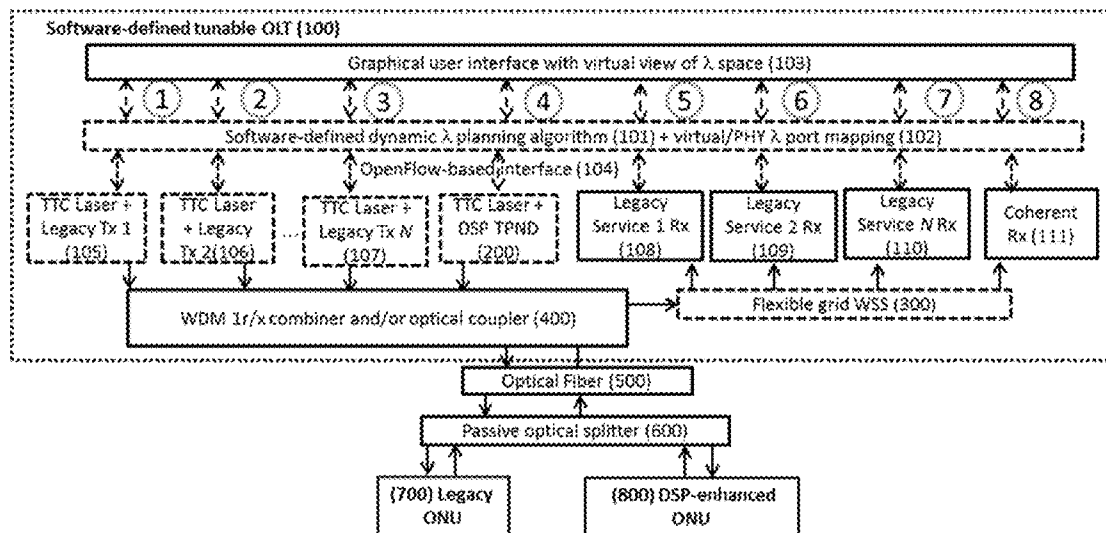 Software-defined tunable OLT (100)
Graphical user interface with virtual view of λ space (103)
1 2 3 4 5 6 7 8
Software-defined dynamic λ planning algorithm (101) + virtual/PHY λ port mapping (102)
OpenFlow-based interface (104)
TTC Laser +
Legacy Tx 1
(105)
TTC Laser
+ Legacy
Tx 2(106)
...
TTC Laser +
Legacy Tx N
(107)
TTC Laser +
DSP TPND
(200)
Legacy
Service 1 Rx
(108)
Legacy
Service 2 Rx
(109)
Legacy
Service N Rx
(110)
Coherent
Rx (111)
WDM 1r/x combiner and/or optical coupler (400)
Flexible grid WSS (300)
Optical Fiber (500)
Passive optical splitter (600)
(700) Legacy
ONU
(800) DSP-enhanced
ONU